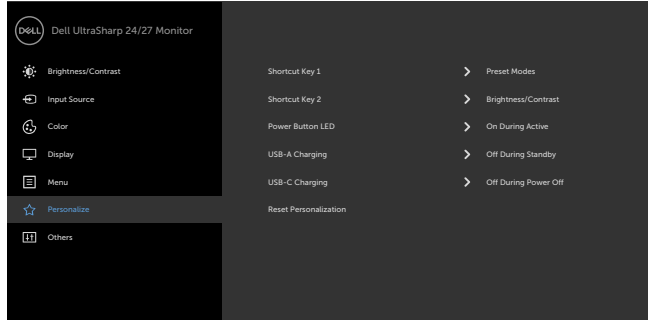 DELL Dell UltraSharp 24/27 Monitor
Brightness/Contrast Shortcut Key 1 Preset Modes
Input Source Shortcut Key 2 Brightness/Contrast
Color Power Button LED On During Active
Display USB-A Charging Off During Standby
Menu USB-C Charging Off During Power Off
Personalize Reset Personalization
Others